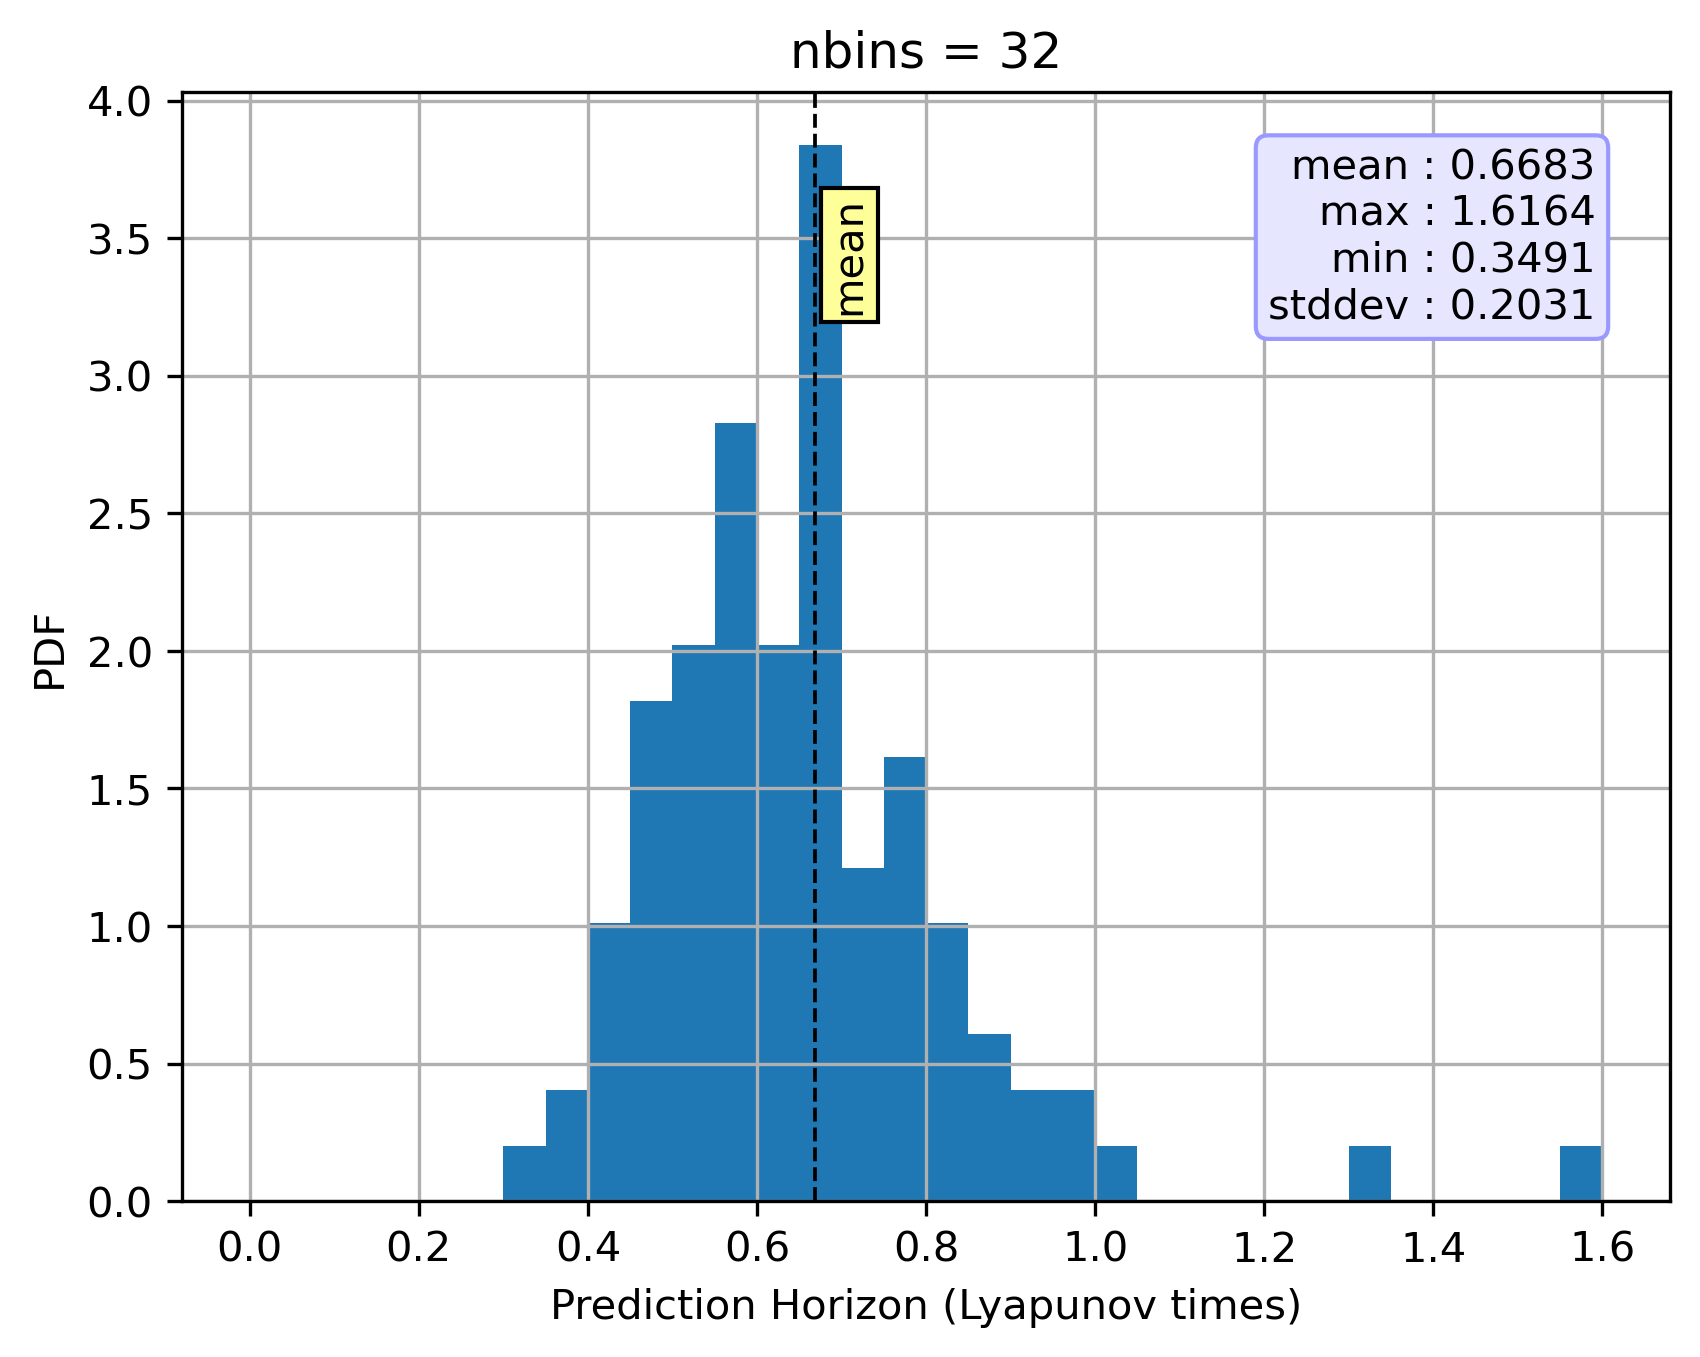 nbins = 32
4.0
3.5
3.0
2.5
2.0
1.5
1.0
0.5
0.0
PDF
mean
mean : 0.6683
max : 1.6164
min : 0.3491
stddev : 0.2031
0.0 0.2 0.4 0.6 0.8 1.0 1.2 1.4 1.6
Prediction Horizon (Lyapunov times)